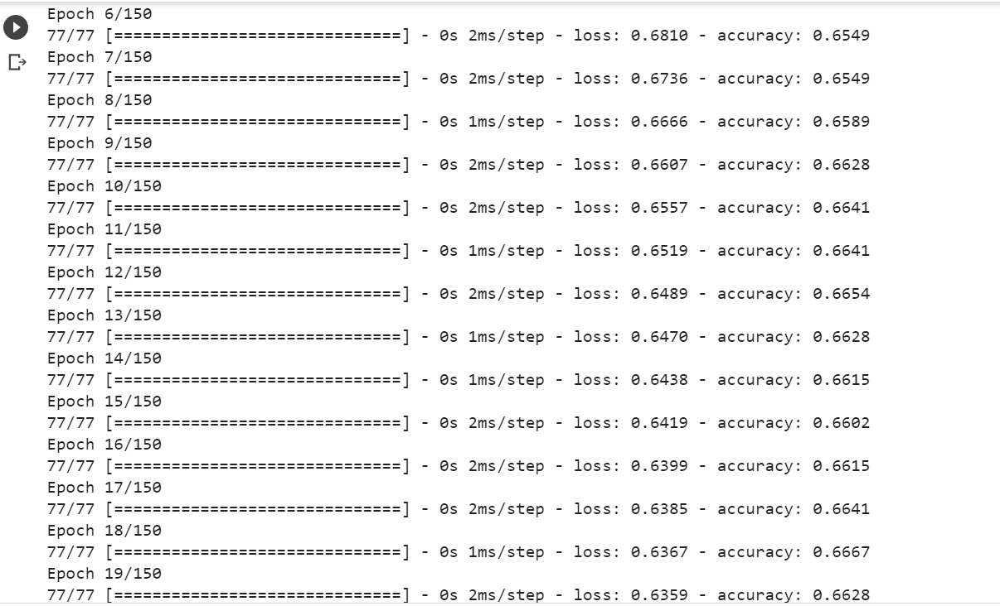 Epoch 6/150
77/77 [==============================] - 0s 2ms/step - loss: 0.6810 - accuracy: 0.6549
Epoch 7/150
77/77 [==============================] - 0s 2ms/step - loss: 0.6736 - accuracy: 0.6549
Epoch 8/150
77/77 [==============================] - 0s 1ms/step - loss: 0.6666 - accuracy: 0.6589
Epoch 9/150
77/77 [==============================] - 0s 2ms/step - loss: 0.6607 - accuracy: 0.6628
Epoch 10/150
77/77 [==============================] - 0s 2ms/step - loss: 0.6557 - accuracy: 0.6641
Epoch 11/150
77/77 [==============================] - 0s 1ms/step - loss: 0.6519 - accuracy: 0.6641
Epoch 12/150
77/77 [==============================] - 0s 2ms/step - loss: 0.6489 - accuracy: 0.6654
Epoch 13/150
77/77 [==============================] - 0s 1ms/step - loss: 0.6470 - accuracy: 0.6628
Epoch 14/150
77/77 [==============================] - 0s 1ms/step - loss: 0.6438 - accuracy: 0.6615
Epoch 15/150
77/77 [==============================] - 0s 2ms/step - loss: 0.6419 - accuracy: 0.6602
Epoch 16/150
77/77 [==============================] - 0s 2ms/step - loss: 0.6399 - accuracy: 0.6615
Epoch 17/150
77/77 [==============================] - 0s 2ms/step - loss: 0.6385 - accuracy: 0.6641
Epoch 18/150
77/77 [==============================] - 0s 1ms/step - loss: 0.6367 - accuracy: 0.6667
Epoch 19/150
77/77 [==============================] - 0s 2ms/step - loss: 0.6359 - accuracy: 0.6628